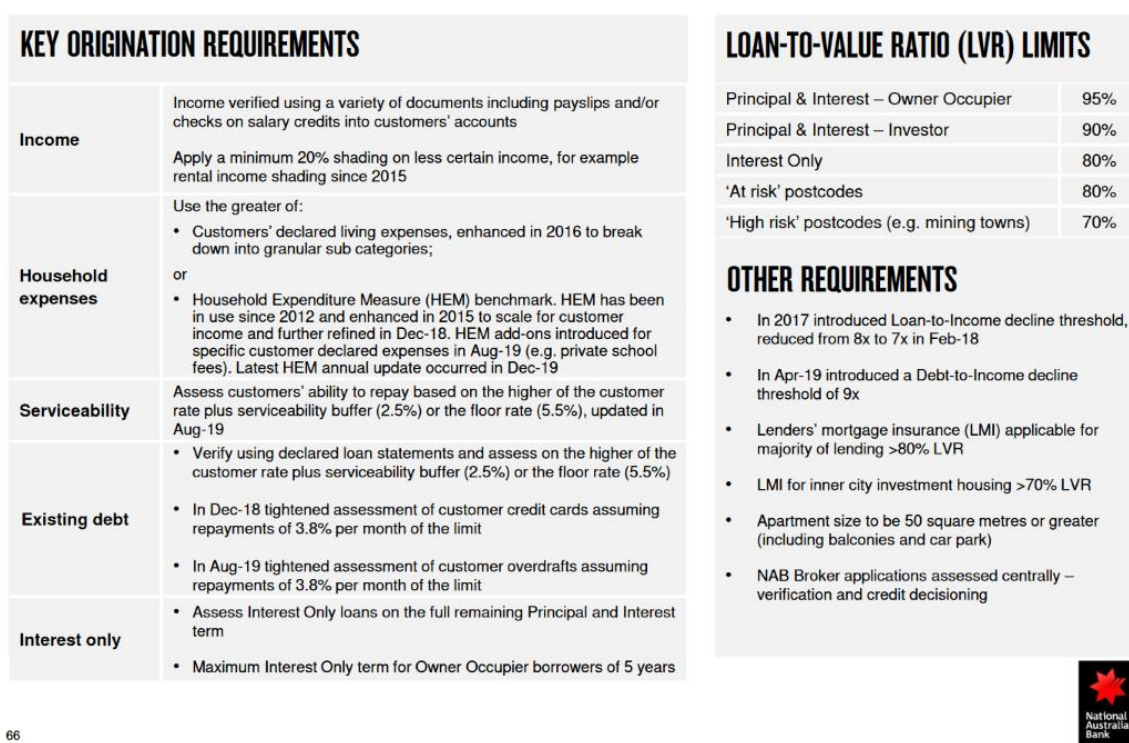 KEY ORIGINATION REQUIREMENTS
Income
Income verified using a variety of documents including payslips and/or
checks on salary credits into customers' accounts
Apply a minimum 20% shading on less certain income, for example
rental income shading since 2015
Household
expenses
Use the greater of:
• Customers' declared living expenses, enhanced in 2016 to break
down into granular sub categories;
or
• Household Expenditure Measure (HEM) benchmark. HEM has been
in use since 2012 and enhanced in 2015 to scale for customer
income and further refined in Dec-18. HEM add-ons introduced for
specific customer declared expenses in Aug-19 (e.g. private school
fees). Latest HEM annual update occurred in Dec-19
Serviceability
Assess customers' ability to repay based on the higher of the customer
rate plus serviceability buffer (2.5%) or the floor rate (5.5%), updated in
Aug-19
Existing debt
• Verify using declared loan statements and assess on the higher of the
customer rate plus serviceability buffer (2.5%) or the floor rate (5.5%)
• In Dec-18 tightened assessment of customer credit cards assuming
repayments of 3.8% per month of the limit
• In Aug-19 tightened assessment of customer overdrafts assuming
repayments of 3.8% per month of the limit
Interest only
• Assess Interest Only loans on the full remaining Principal and Interest
term
• Maximum Interest Only term for Owner Occupier borrowers of 5 years
LOAN-TO-VALUE RATIO (LVR) LIMITS
Principal & Interest – Owner Occupier 95%
Principal & Interest – Investor 90%
Interest Only 80%
'At risk' postcodes 80%
'High risk' postcodes (e.g. mining towns) 70%
OTHER REQUIREMENTS
• In 2017 introduced Loan-to-Income decline threshold,
reduced from 8x to 7x in Feb-18
• In Apr-19 introduced a Debt-to-Income decline
threshold of 9x
• Lenders' mortgage insurance (LMI) applicable for
majority of lending >80% LVR
• LMI for inner city investment housing >70% LVR
• Apartment size to be 50 square metres or greater
(including balconies and car park)
• NAB Broker applications assessed centrally –
verification and credit decisioning
National
Australia
Bank
66